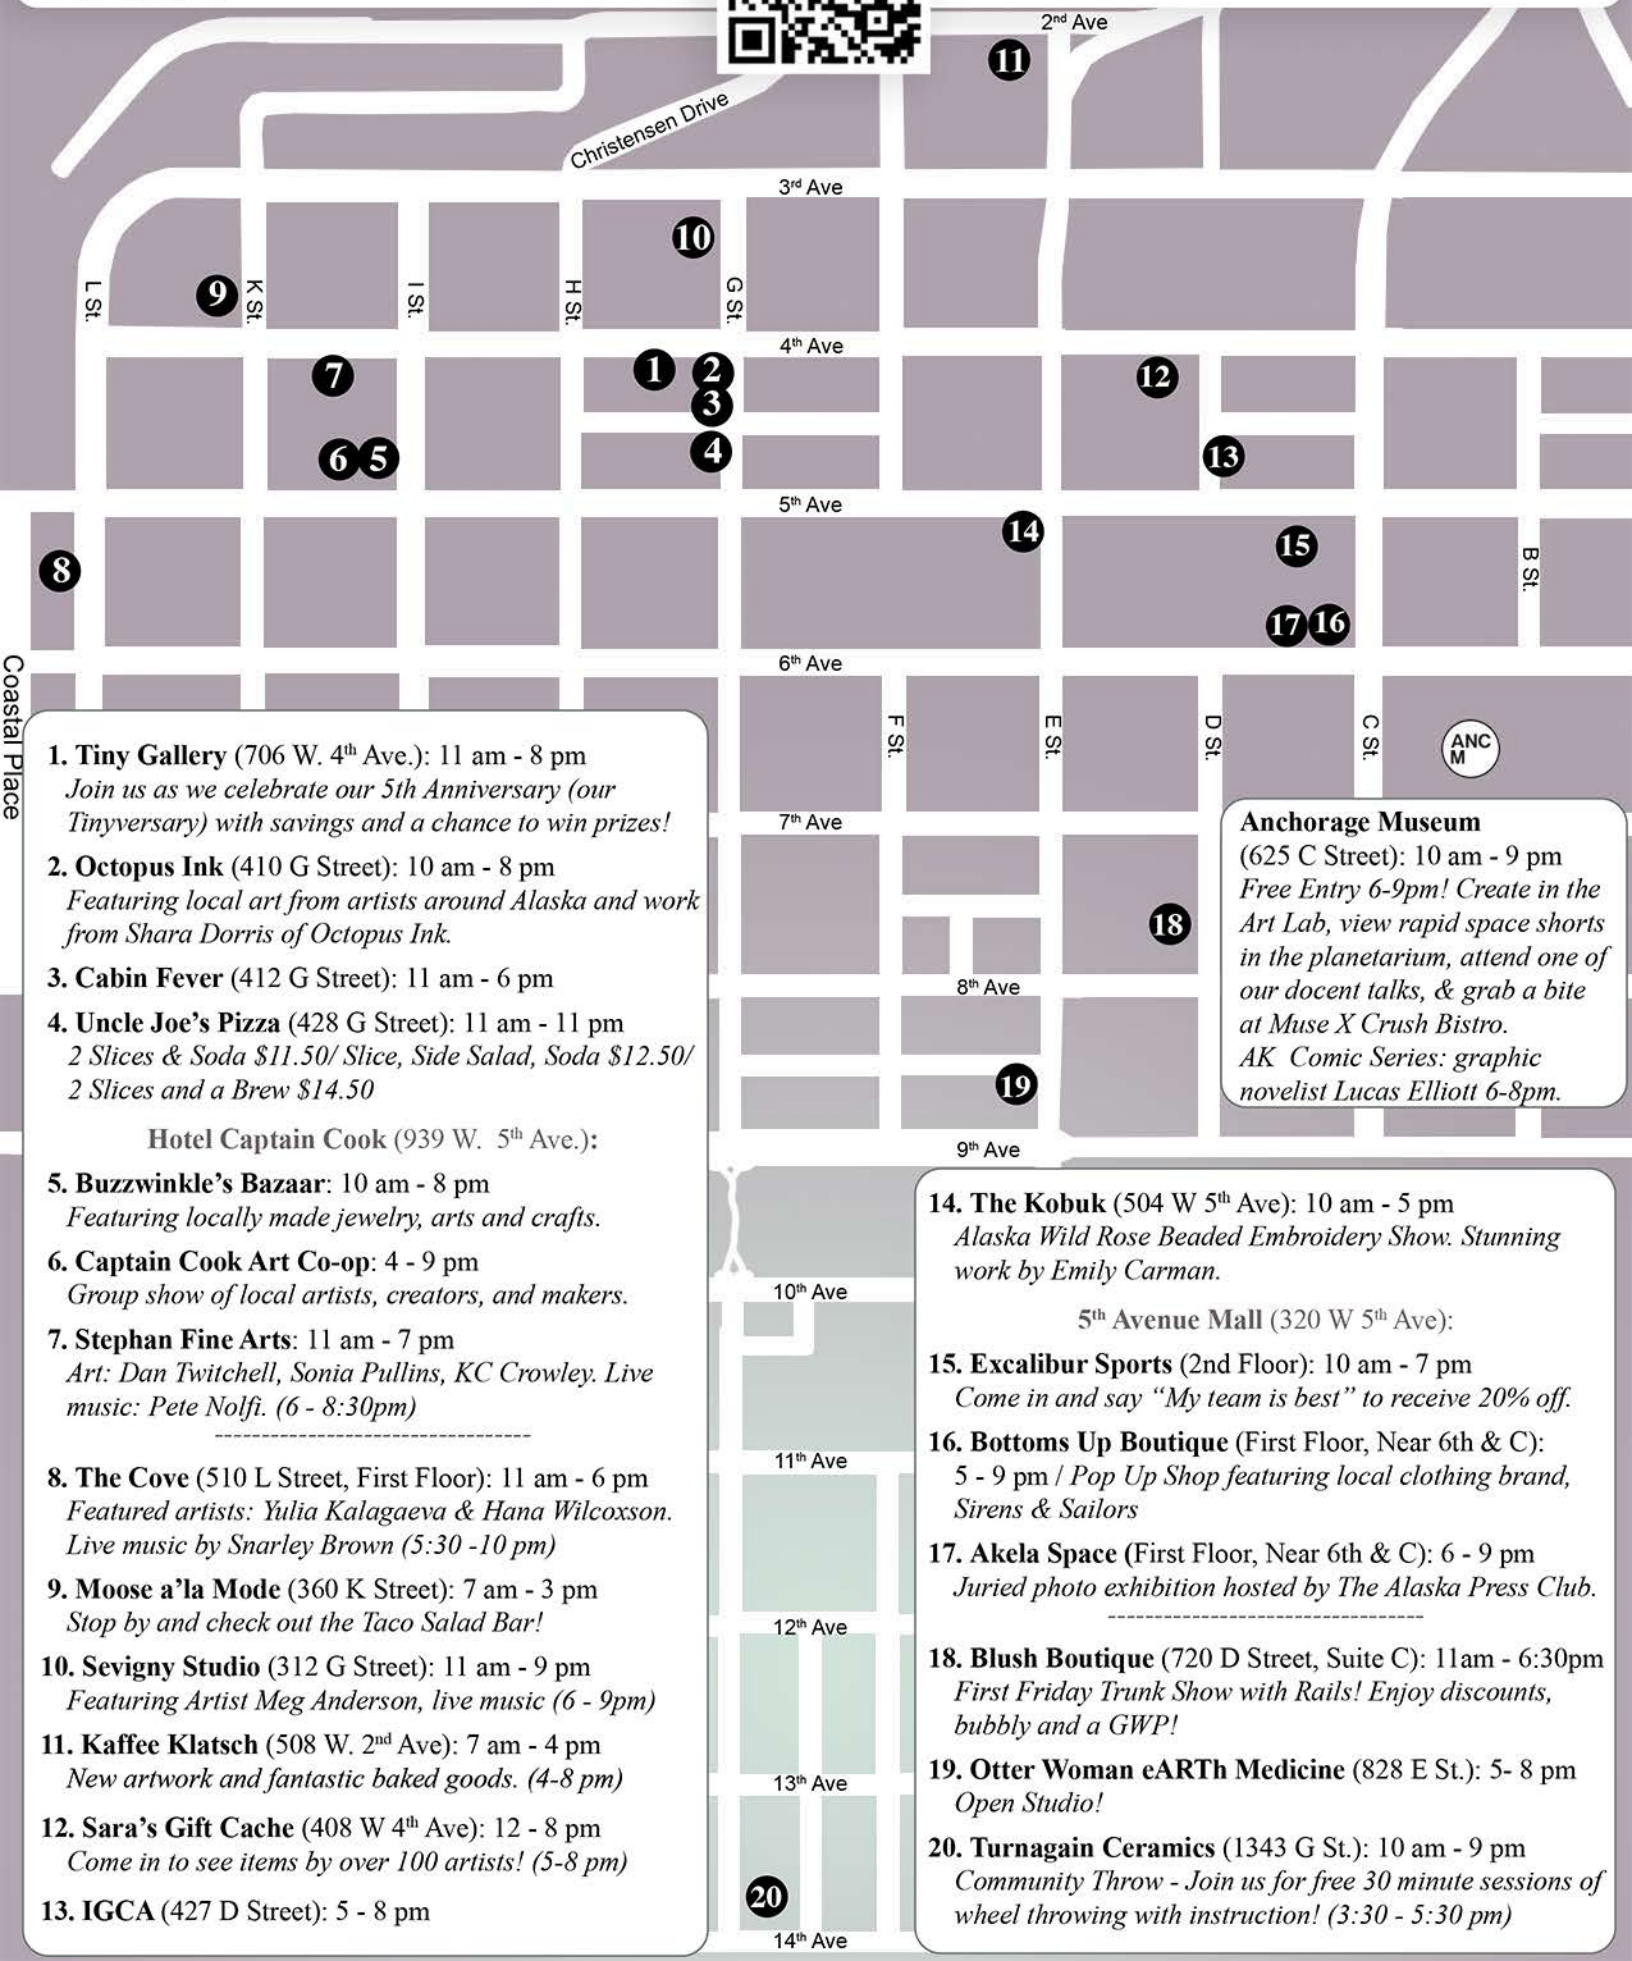 2nd Ave
11
Christensen Drive
3rd Ave
10
9
L St.
K St.
I St.
H St.
G St.
4th Ave
7
1
2
3
12
6
5
4
13
5th Ave
14
15
8
B St.
17
16
6th Ave
Coastal Place
F St.
E St.
D St.
C St.
ANC
M
7th Ave
18
8th Ave
19
9th Ave
10th Ave
11th Ave
12th Ave
13th Ave
20
14th Ave
1. Tiny Gallery (706 W. 4th Ave.): 11 am - 8 pm
Join us as we celebrate our 5th Anniversary (our
Tinyversary) with savings and a chance to win prizes!
2. Octopus Ink (410 G Street): 10 am - 8 pm
Featuring local art from artists around Alaska and work
from Shara Dorris of Octopus Ink.
3. Cabin Fever (412 G Street): 11 am - 6 pm
4. Uncle Joe's Pizza (428 G Street): 11 am - 11 pm
2 Slices & Soda $11.50/ Slice, Side Salad, Soda $12.50/
2 Slices and a Brew $14.50
Hotel Captain Cook (939 W. 5th Ave.):
5. Buzzwinkle's Bazaar: 10 am - 8 pm
Featuring locally made jewelry, arts and crafts.
6. Captain Cook Art Co-op: 4 - 9 pm
Group show of local artists, creators, and makers.
7. Stephan Fine Arts: 11 am - 7 pm
Art: Dan Twitchell, Sonia Pullins, KC Crowley. Live
music: Pete Nolfi. (6 - 8:30pm)
----------------------------------
8. The Cove (510 L Street, First Floor): 11 am - 6 pm
Featured artists: Yulia Kalagaeva & Hana Wilcoxson.
Live music by Snarley Brown (5:30 -10 pm)
9. Moose a'la Mode (360 K Street): 7 am - 3 pm
Stop by and check out the Taco Salad Bar!
10. Sevigny Studio (312 G Street): 11 am - 9 pm
Featuring Artist Meg Anderson, live music (6 - 9pm)
11. Kaffee Klatsch (508 W. 2nd Ave): 7 am - 4 pm
New artwork and fantastic baked goods. (4-8 pm)
12. Sara's Gift Cache (408 W 4th Ave): 12 - 8 pm
Come in to see items by over 100 artists! (5-8 pm)
13. IGCA (427 D Street): 5 - 8 pm
Anchorage Museum
(625 C Street): 10 am - 9 pm
Free Entry 6-9pm! Create in the
Art Lab, view rapid space shorts
in the planetarium, attend one of
our docent talks, & grab a bite
at Muse X Crush Bistro.
AK Comic Series: graphic
novelist Lucas Elliott 6-8pm.
14. The Kobuk (504 W 5th Ave): 10 am - 5 pm
Alaska Wild Rose Beaded Embroidery Show. Stunning
work by Emily Carman.
5th Avenue Mall (320 W 5th Ave):
15. Excalibur Sports (2nd Floor): 10 am - 7 pm
Come in and say “My team is best” to receive 20% off.
16. Bottoms Up Boutique (First Floor, Near 6th & C):
5 - 9 pm / Pop Up Shop featuring local clothing brand,
Sirens & Sailors
17. Akela Space (First Floor, Near 6th & C): 6 - 9 pm
Juried photo exhibition hosted by The Alaska Press Club.
----------------------------------
18. Blush Boutique (720 D Street, Suite C): 11am - 6:30pm
First Friday Trunk Show with Rails! Enjoy discounts,
bubbly and a GWP!
19. Otter Woman eARTh Medicine (828 E St.): 5- 8 pm
Open Studio!
20. Turnagain Ceramics (1343 G St.): 10 am - 9 pm
Community Throw - Join us for free 30 minute sessions of
wheel throwing with instruction! (3:30 - 5:30 pm)